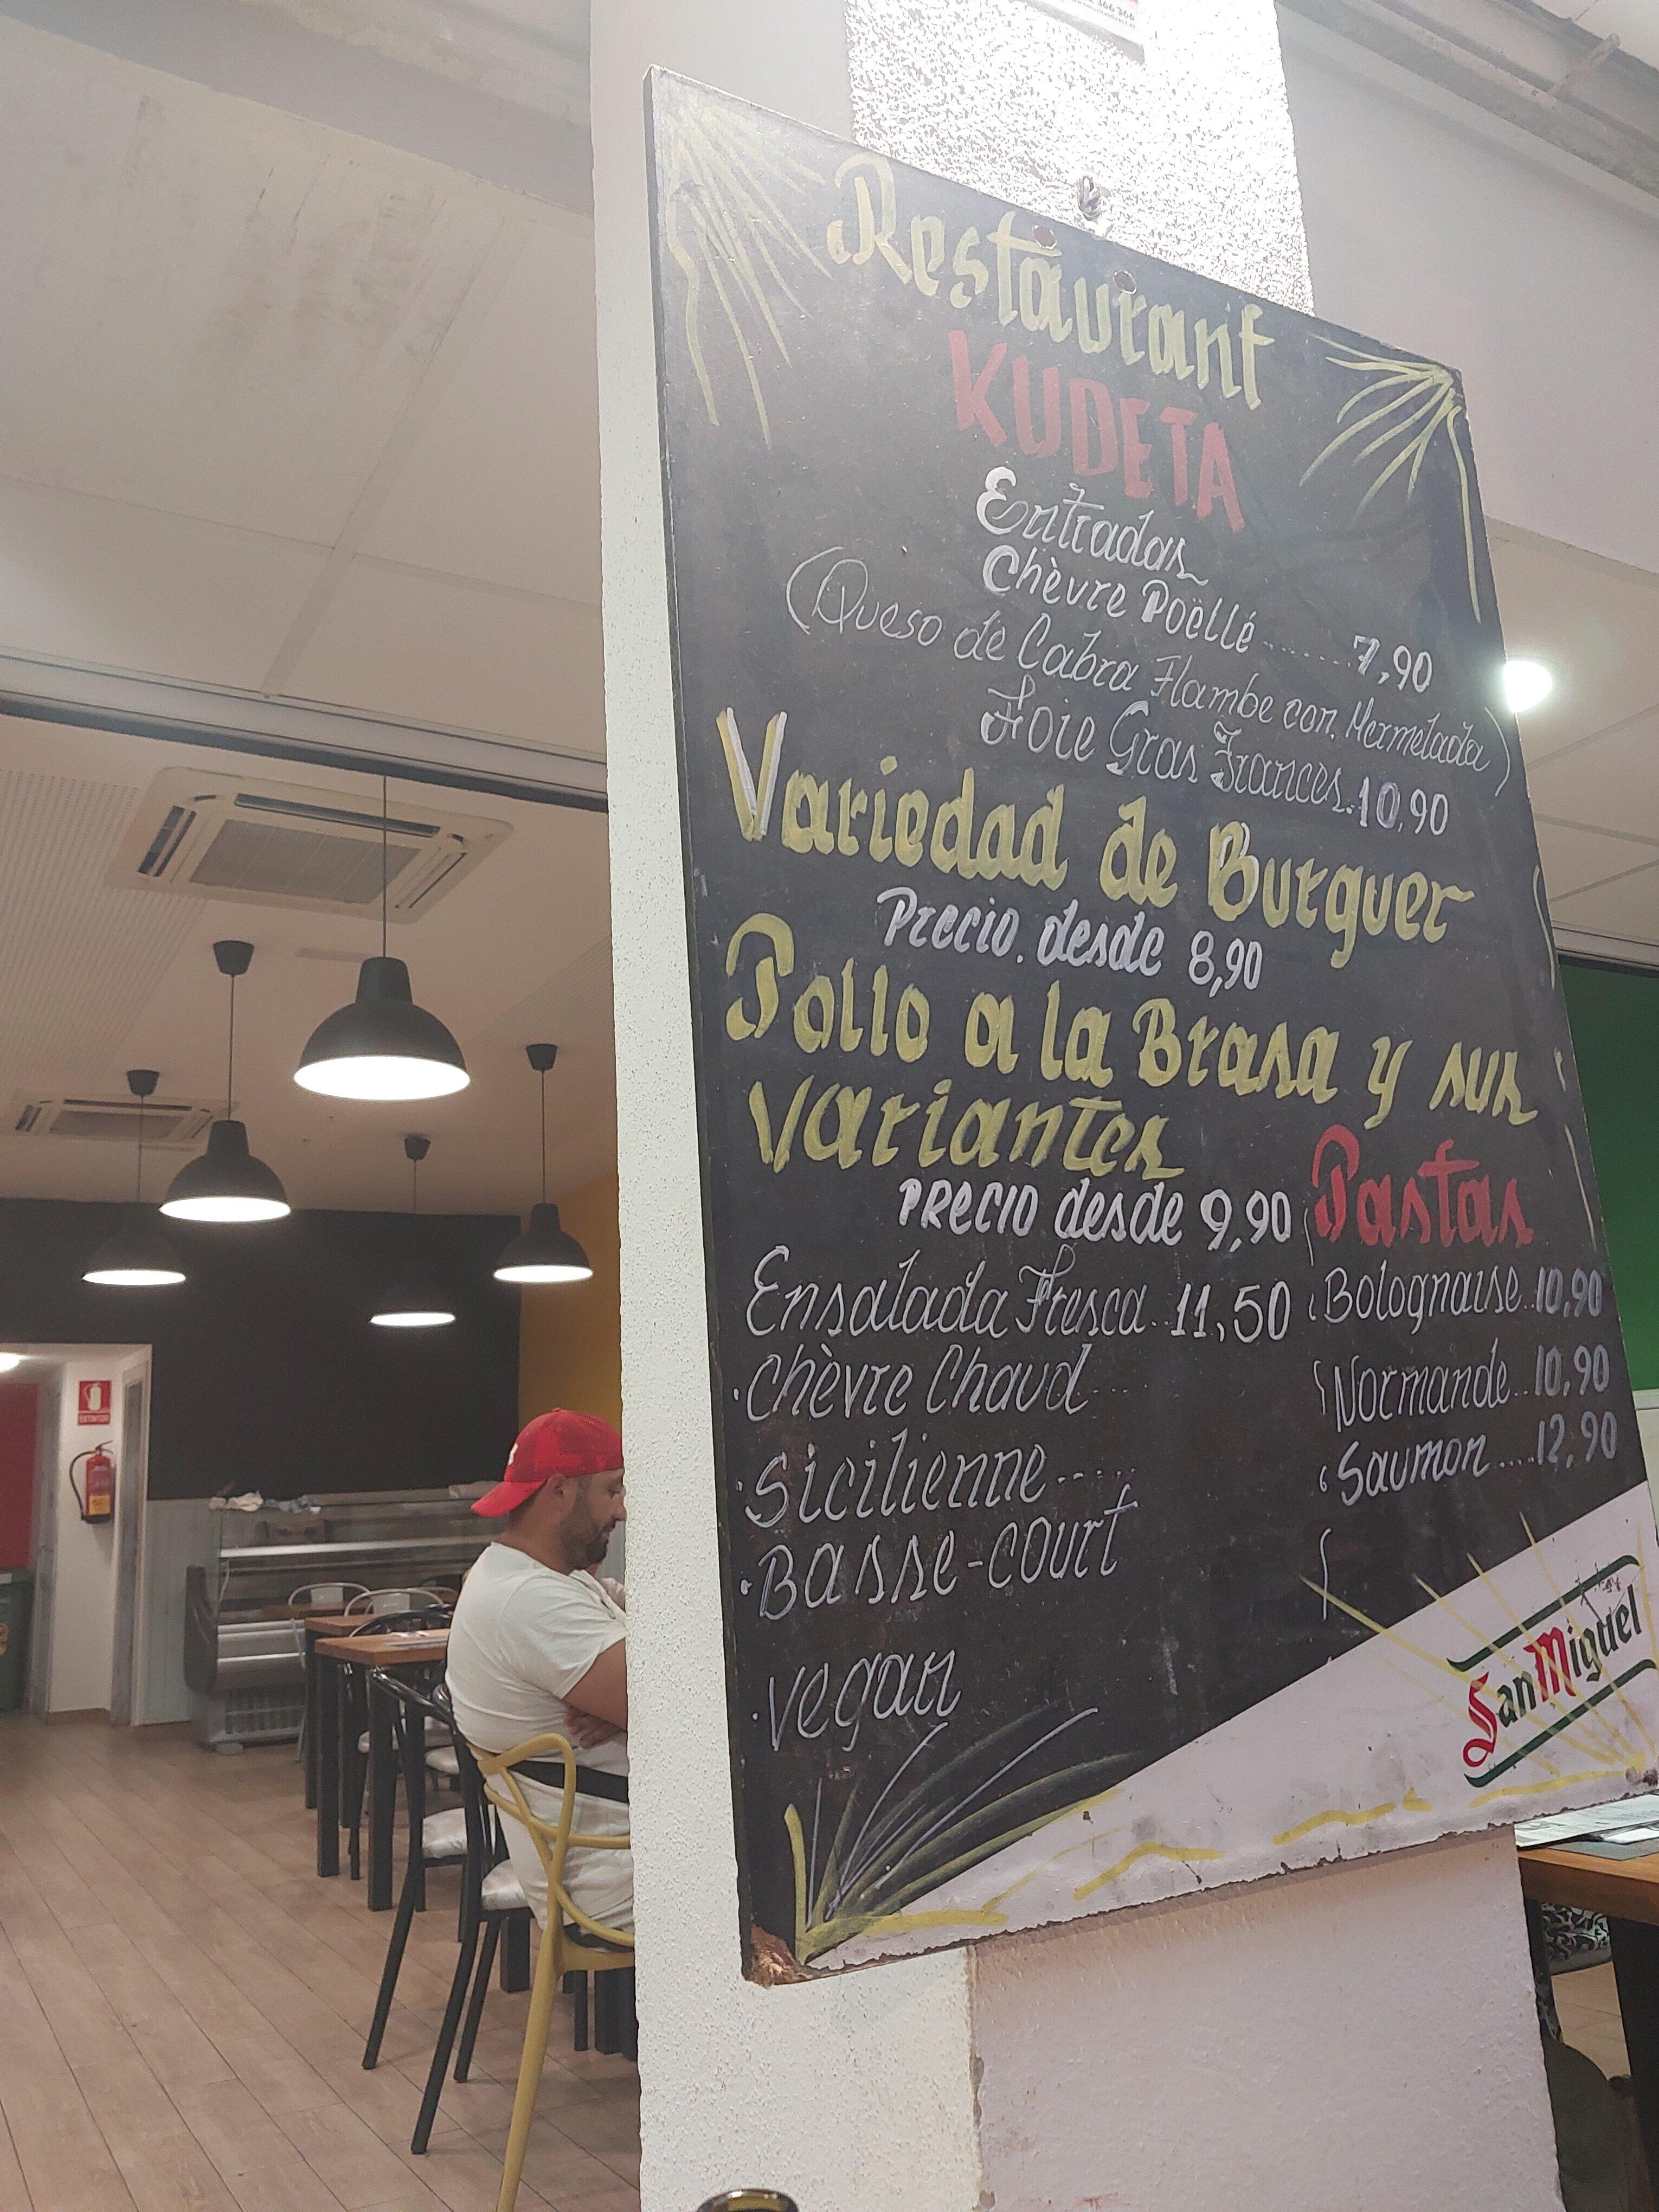 Restaurant
KUDETA
Entradas
Chèvre Poëllé ........ 7,90
(Queso de Cabra Flambe con Mermelada)
Foie Gras Frances. 10,90
Variedad de Burguer
Precio. desde 8,90
Pollo a la Brasa y sus
Variantes
PRECIO desde 9,90
Ensalada Fresca.. 11,50
· Chèvre Chaud ....
· Sicilienne ......
· Basse-court
· Vegan
Pastas
Bolognaise.. 10,90
Normande.. 10,90
Saumon .... 12,90
San Miguel
EXTINTOR